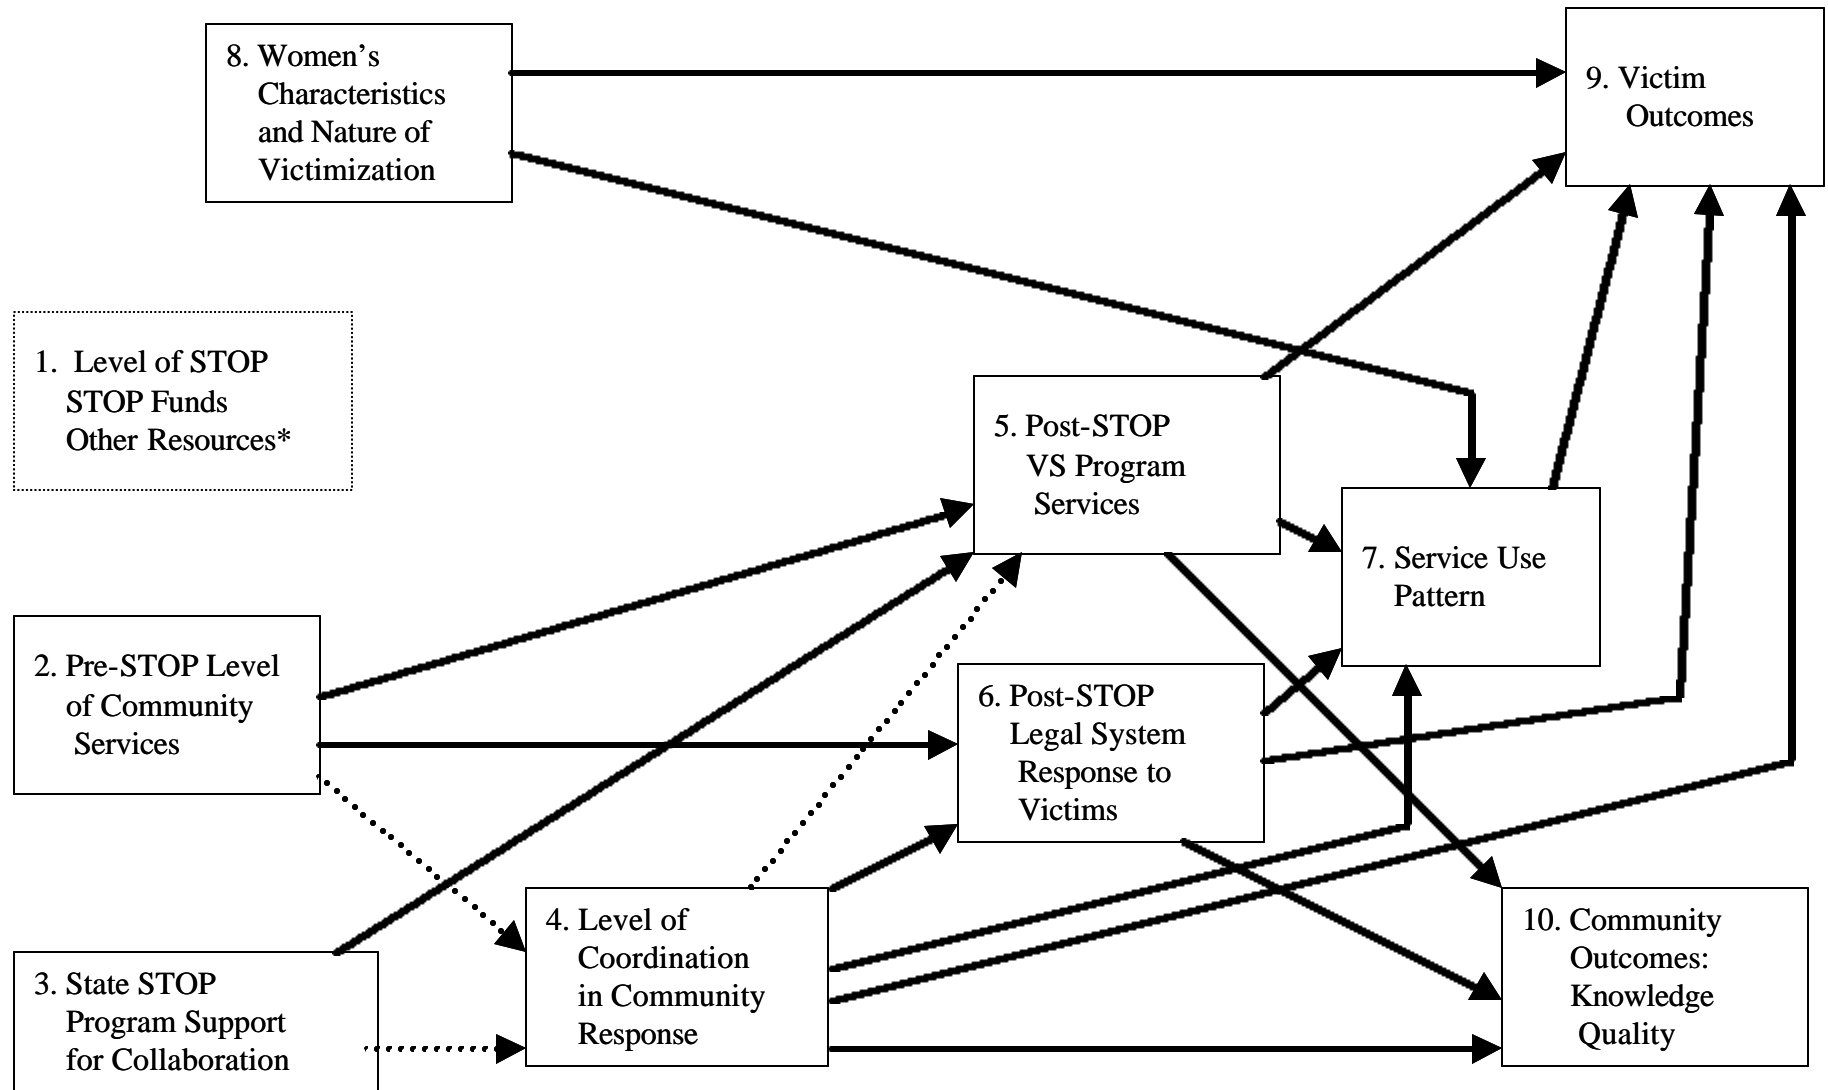 8. Women's
Characteristics
and Nature of
Victimization
9. Victim
Outcomes
1. Level of STOP
STOP Funds
Other Resources*
5. Post-STOP
VS Program
Services
7. Service Use
Pattern
2. Pre-STOP Level
of Community
Services
6. Post-STOP
Legal System
Response to
Victims
4. Level of
Coordination
in Community
Response
10. Community
Outcomes:
Knowledge
Quality
3. State STOP
Program Support
for Collaboration